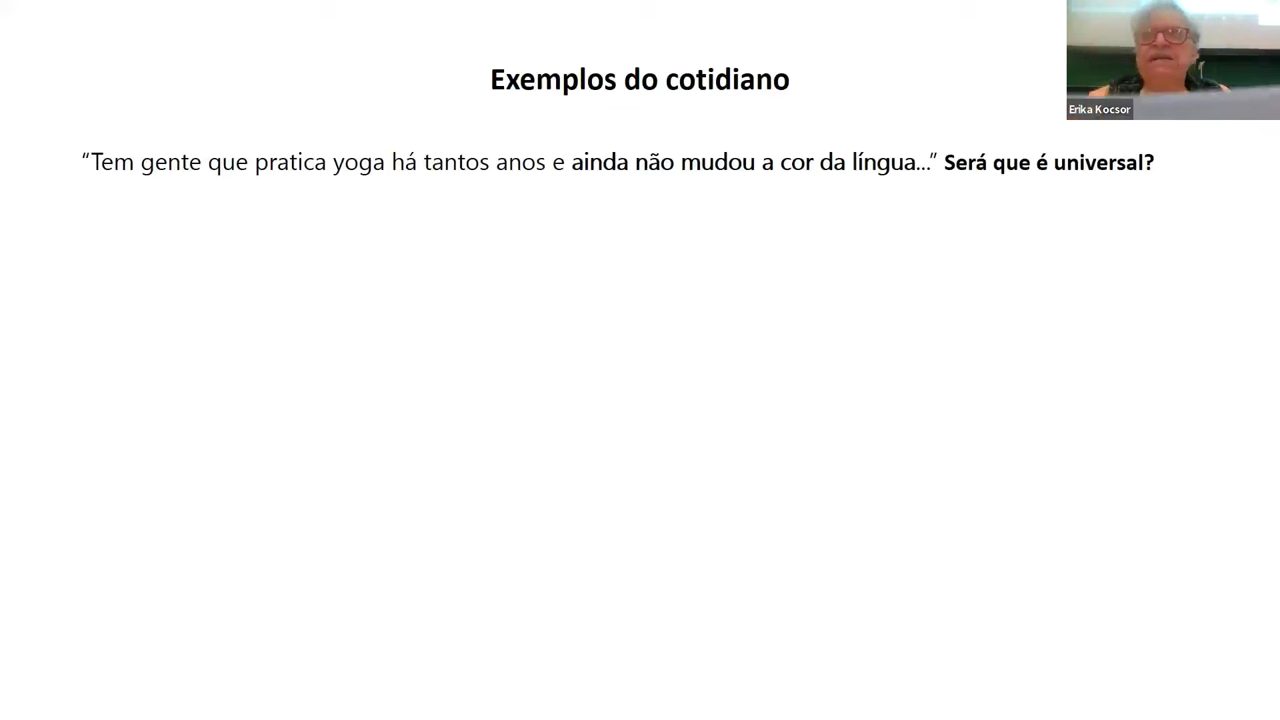 Exemplos do cotidiano
Erika Kocsor
“Tem gente que pratica yoga há tantos anos e ainda não mudou a cor da língua...” Será que é universal?